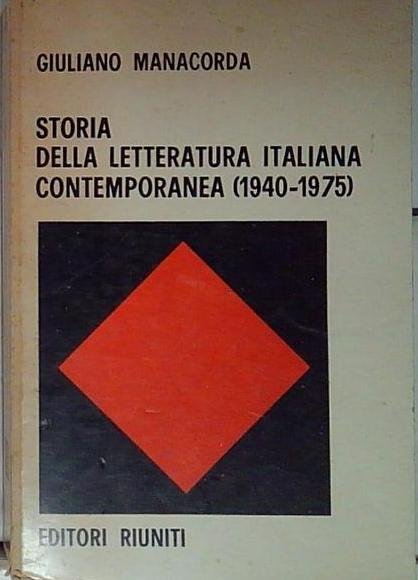 GIULIANO MANACORDA
STORIA
DELLA LETTERATURA ITALIANA
CONTEMPORANEA (1940-1975)
EDITORI RIUNITI